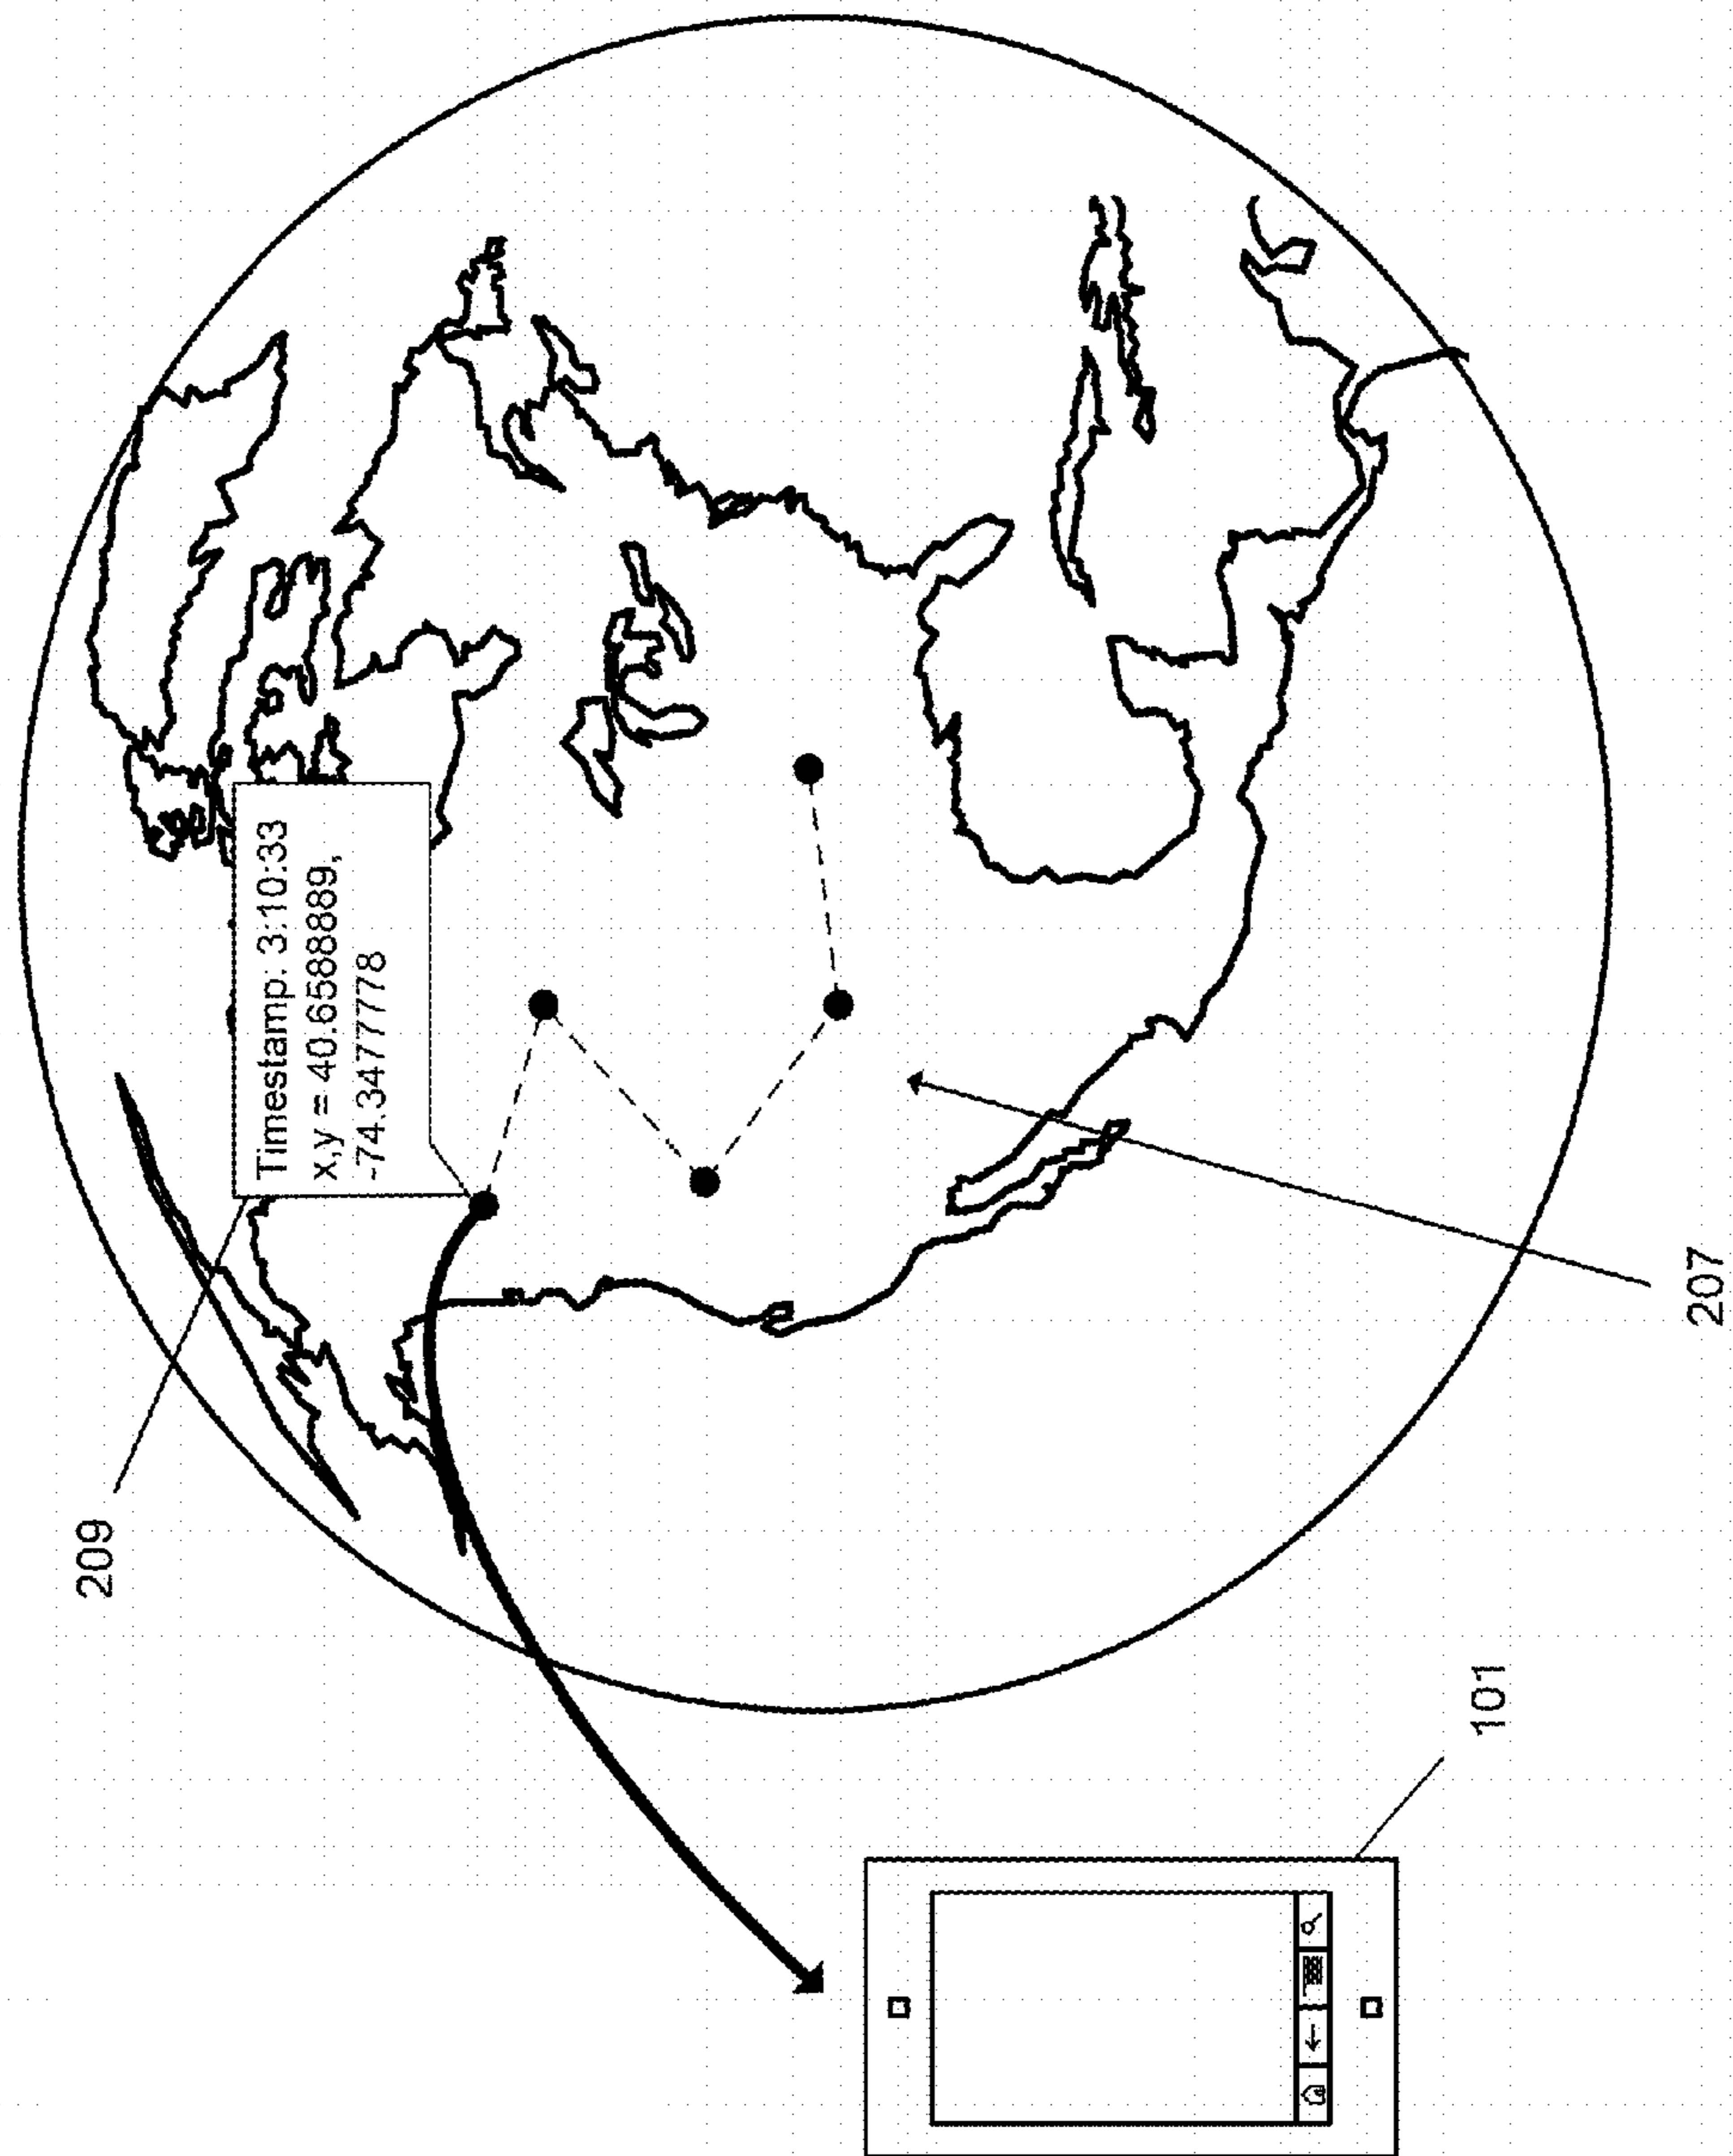 209
Timestamp: 3:10:33
x,y = 40.6588889,
-74.3477778
101
207